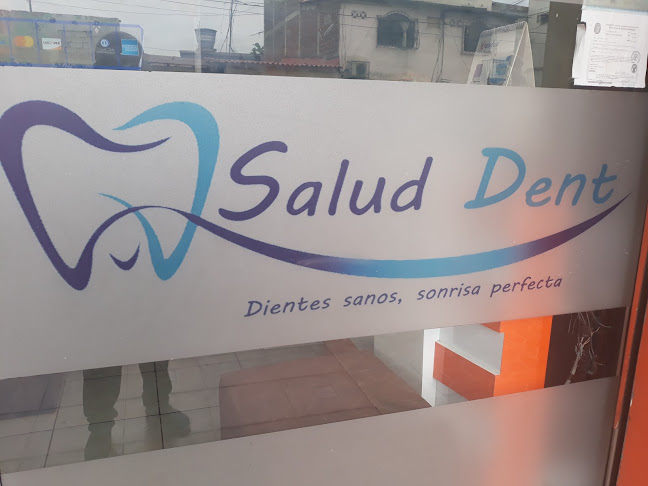 Salud Dent
Dientes sanos, sonrisa perfecta